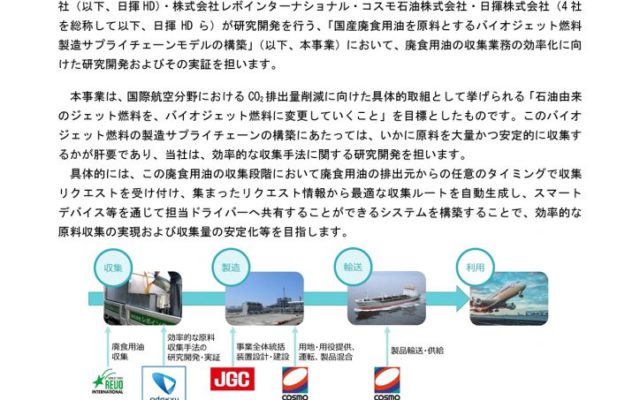 社（以下、日揮 HD）・株式会社レボインターナショナル・コスモ石油株式会社・日揮株式会社（4 社
を総称して以下、日揮 HD ら）が研究開発を行う、「国産廃食用油を原料とするバイオジェット燃料
製造サプライチェーンモデルの構築」（以下、本事業）において、廃食用油の収集業務の効率化に向
けた研究開発およびその実証を担います。
本事業は、国際航空分野における CO₂ 排出量削減に向けた具体的取組として挙げられる「石油由来
のジェット燃料を、バイオジェット燃料に変更していくこと」を目標としたものです。このバイオ
ジェット燃料の製造サプライチェーンの構築にあたっては、いかに原料を大量かつ安定的に収集す
るかが肝要であり、当社は、効率的な収集手法に関する研究開発を担います。
具体的には、この廃食用油の収集段階において廃食用油の排出元からの任意のタイミングで収集
リクエストを受け付け、集まったリクエスト情報から最適な収集ルートを自動生成し、スマート
デバイス等を通じて担当ドライバーへ共有することができるシステムを構築することで、効率的な
原料収集の実現および収集量の安定化等を目指します。
収集
製造
輸送
利用
廃食用油
収集
効率的な原料
収集手法の
研究開発・実証
事業全体統括
装置設計・建設
用地・用役提供、
運転、製品混合
製品輸送・供給
REVO
INTERNATIONAL
JGC
COSMO
COSMO